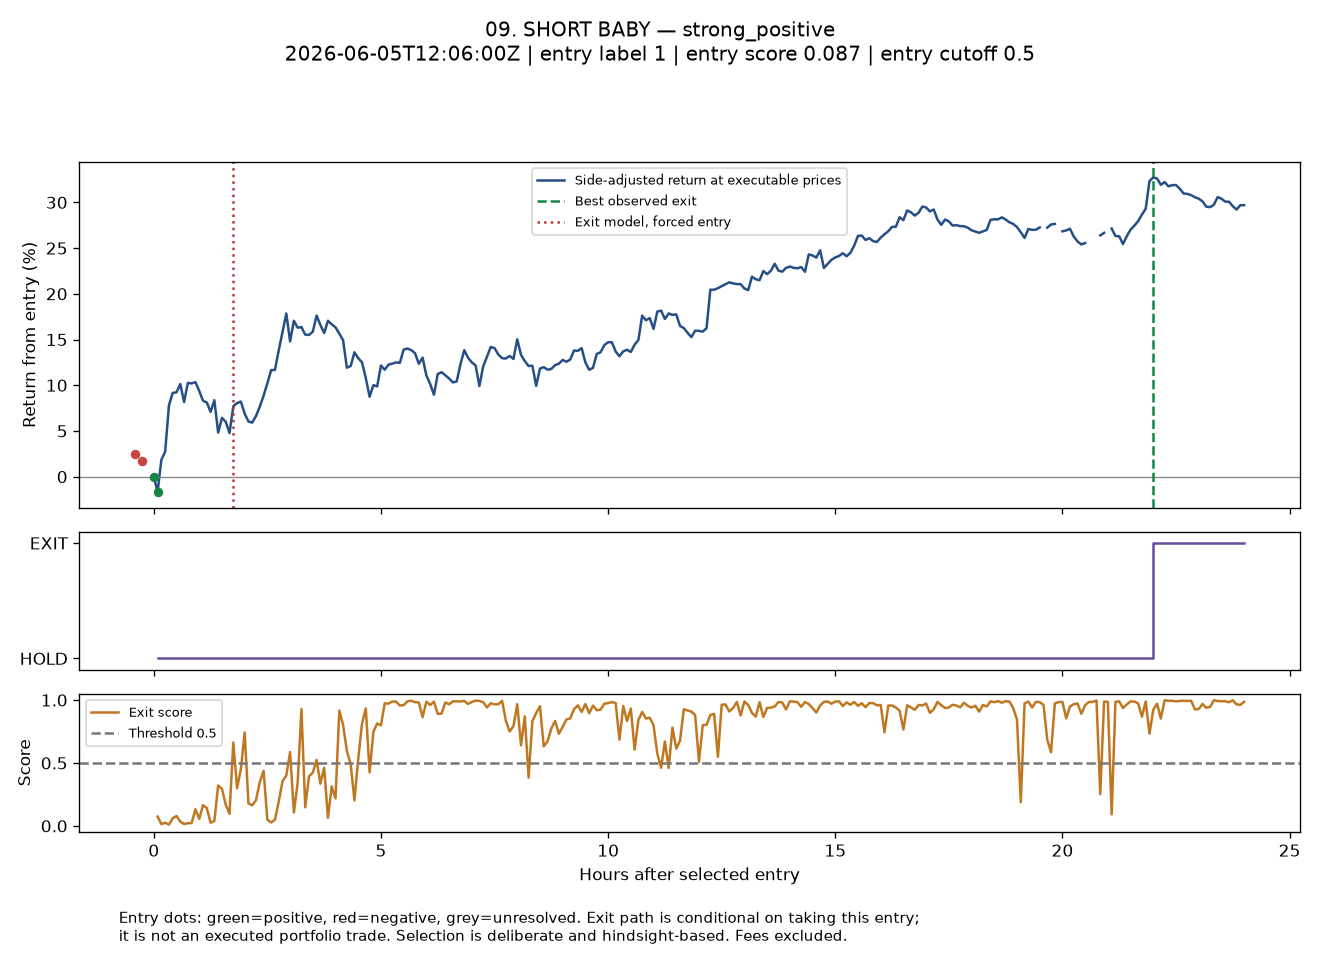 09. SHORT BABY — strong_positive
2026-06-05T12:06:00Z | entry label 1 | entry score 0.087 | entry cutoff 0.5
Return from entry (%)
30
25
20
15
10
5
0
Side-adjusted return at executable prices
Best observed exit
Exit model, forced entry
EXIT
HOLD
Score
1.0
0.5
0.0
Exit score
Threshold 0.5
0 5 10 15 20 25
Hours after selected entry
Entry dots: green=positive, red=negative, grey=unresolved. Exit path is conditional on taking this entry;
it is not an executed portfolio trade. Selection is deliberate and hindsight-based. Fees excluded.